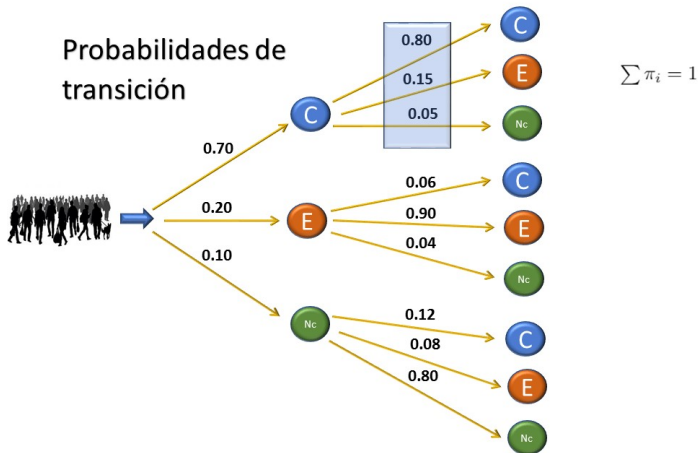 Probabilidades de
transición
∑ πᵢ = 1
0.70
0.20
0.10
C
E
Nc
0.80
0.15
0.05
C
E
Nc
0.06
0.90
0.04
C
E
Nc
0.12
0.08
0.80
C
E
Nc